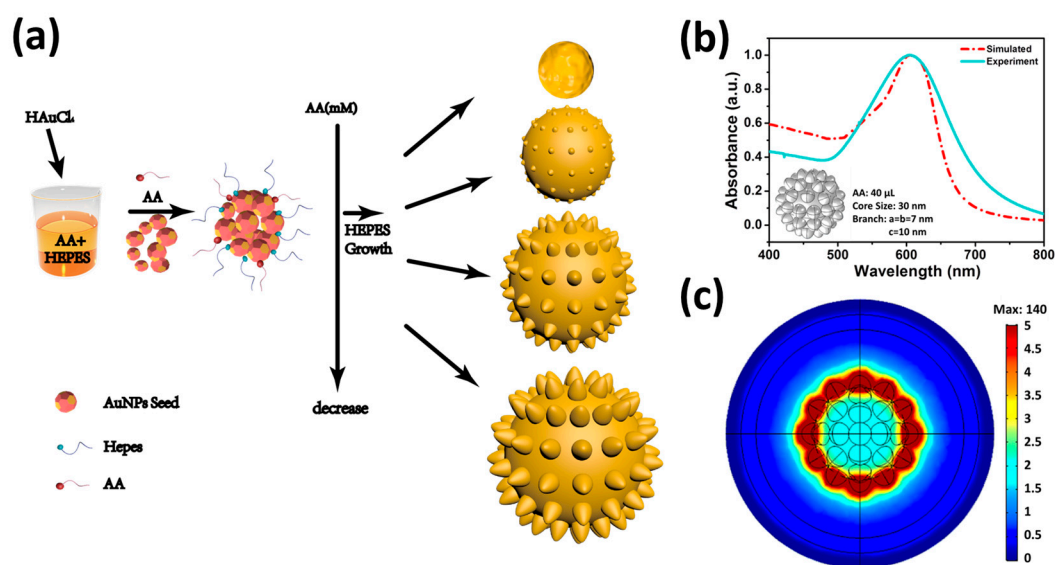 (a)
HAuCl.
AA
AA+
HEPES
AA(mM)
HEPES
Growth
decrease
AuNPs Seed
Hepes
AA
(b)
Absorbance (a.u.)
1.0
0.8
0.6
0.4
0.2
0.0
Simulated
Experiment
AA: 40 µL
Core Size: 30 nm
Branch: a=b=7 nm
c=10 nm
400 500 600 700 800
Wavelength (nm)
(c)
Max: 140
5
4.5
4
3.5
3
2.5
2
1.5
1
0.5
0